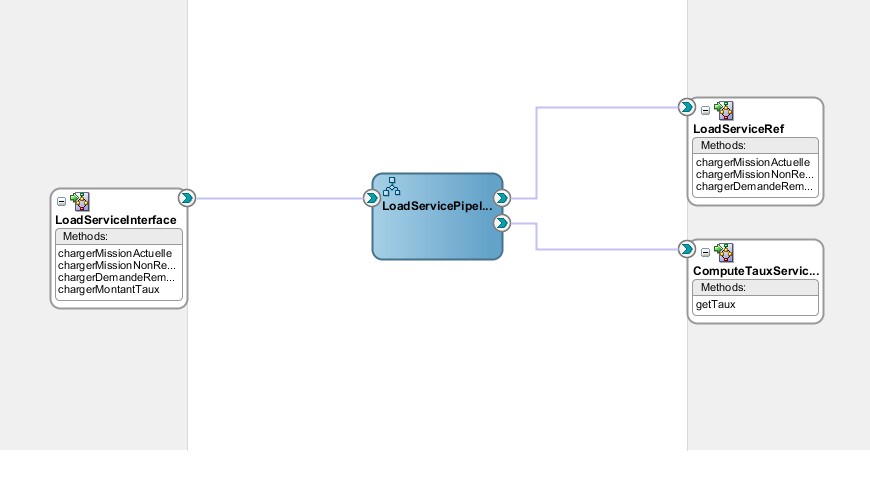 LoadServiceInterface
Methods:
chargerMissionActuelle
chargerMissionNonRe...
chargerDemandeRem...
chargerMontantTaux
LoadServicePipel...
LoadServiceRef
Methods:
chargerMissionActuelle
chargerMissionNonRe...
chargerDemandeRem...
ComputeTauxServic...
Methods:
getTaux